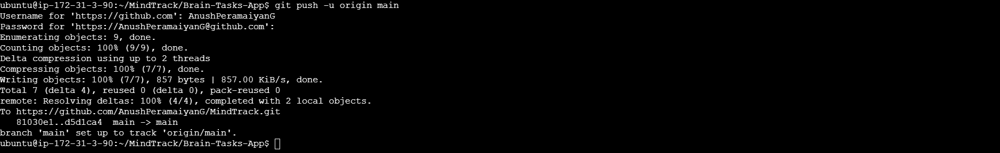 ubuntu@ip-172-31-3-90:~/MindTrack/Brain-Tasks-App$ git push -u origin main
Username for 'https://github.com': AnushPeramaiyanG
Password for 'https://AnushPeramaiyanG@github.com':
Enumerating objects: 9, done.
Counting objects: 100% (9/9), done.
Delta compression using up to 2 threads
Compressing objects: 100% (7/7), done.
Writing objects: 100% (7/7), 857 bytes | 857.00 KiB/s, done.
Total 7 (delta 4), reused 0 (delta 0), pack-reused 0
remote: Resolving deltas: 100% (4/4), completed with 2 local objects.
To https://github.com/AnushPeramaiyanG/MindTrack.git
   81030e1..d5d1ca4  main -> main
branch 'main' set up to track 'origin/main'.
ubuntu@ip-172-31-3-90:~/MindTrack/Brain-Tasks-App$